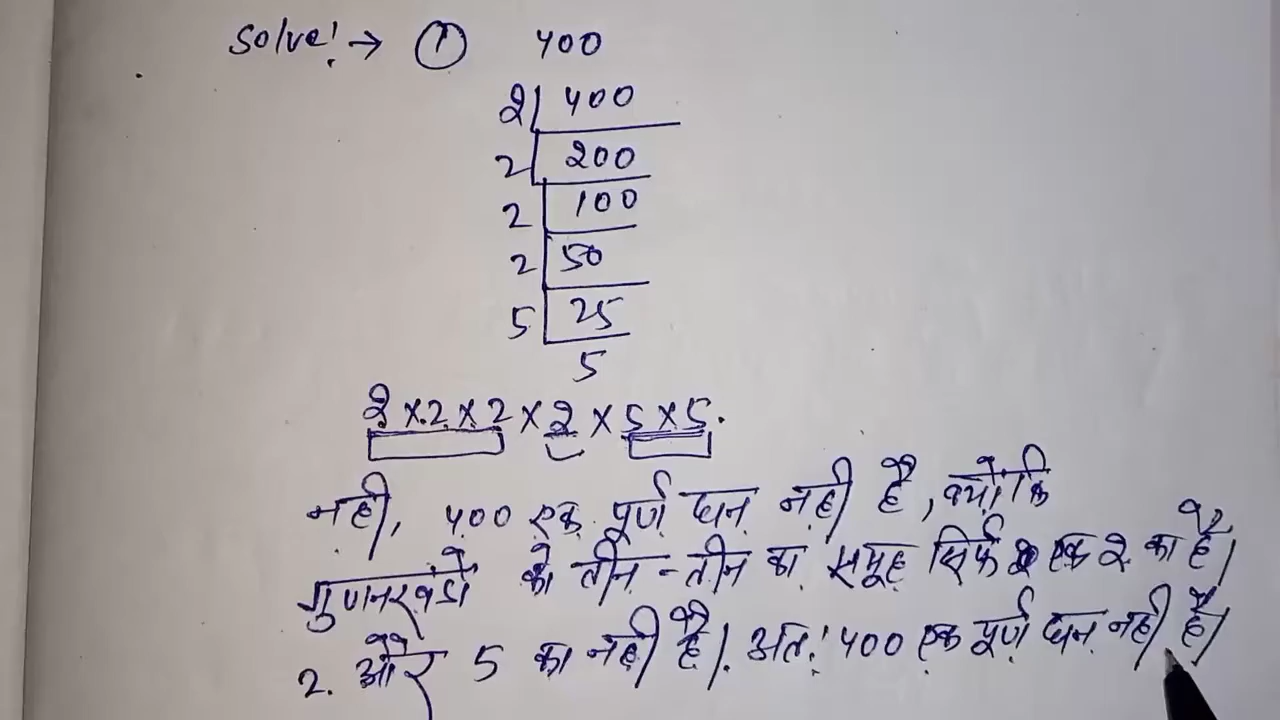 Solve! → ① 400
2 | 400
2 | 200
2 | 100
2 | 50
5 | 25
5
2 x 2 x 2 x 2 x 5 x 5.
नही, 400 एक पूर्ण घन नही है, क्योंकि
गुणनखंडो को तीन-तीन का समूह सिर्फ एक 2 का है।
2. और 5 का नही है। अत: 400 एक पूर्ण घन नही है।